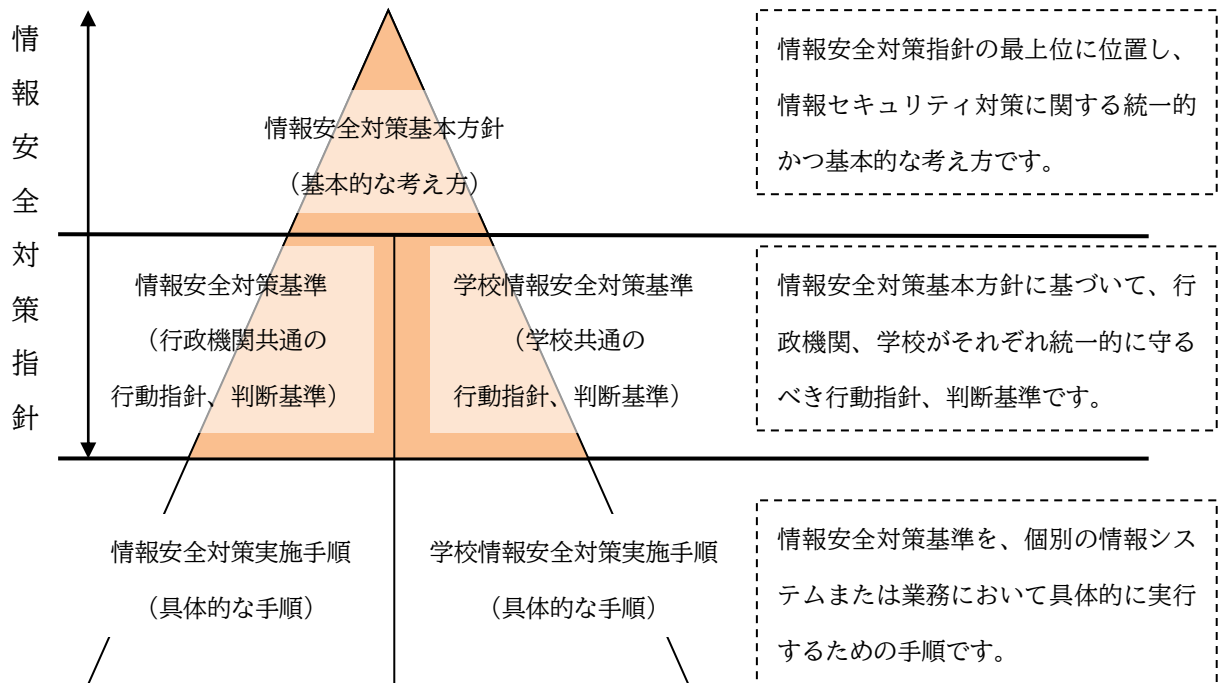 情報安全対策指針
情報安全対策基本方針
（基本的な考え方）
情報安全対策指針の最上位に位置し、
情報セキュリティ対策に関する統一的
かつ基本的な考え方です。
情報安全対策基準
（行政機関共通の
行動指針、判断基準）
学校情報安全対策基準
（学校共通の
行動指針、判断基準）
情報安全対策基本方針に基づいて、行
政機関、学校がそれぞれ統一的に守る
べき行動指針、判断基準です。
情報安全対策実施手順
（具体的な手順）
学校情報安全対策実施手順
（具体的な手順）
情報安全対策基準を、個別の情報シス
テムまたは業務において具体的に実行
するための手順です。